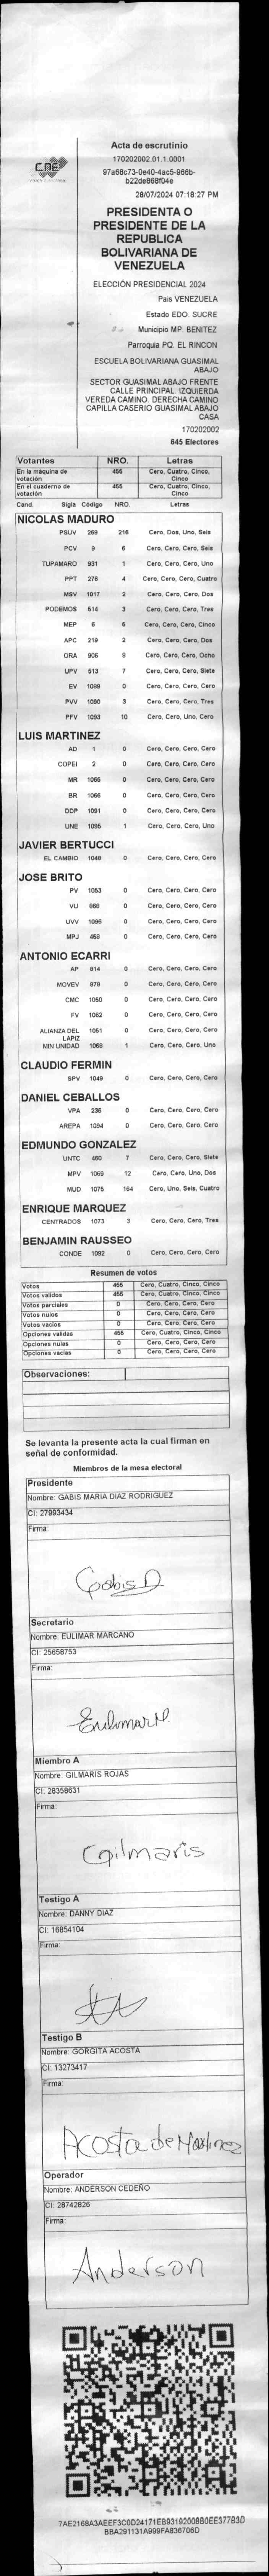 CNE
Acta de escrutinio
170202002.01.1.0001
97a68c73-0e40-4ac5-966b-
b22de868f04e
28/07/2024 07:18:27 PM
PRESIDENTA O
PRESIDENTE DE LA
REPUBLICA
BOLIVARIANA DE
VENEZUELA
ELECCIÓN PRESIDENCIAL 2024
Pais VENEZUELA
Estado EDO. SUCRE
Municipio MP. BENITEZ
Parroquia PQ. EL RINCON
ESCUELA BOLIVARIANA GUASIMAL
ABAJO
SECTOR GUASIMAL ABAJO FRENTE
CALLE PRINCIPAL. IZQUIERDA
VEREDA CAMINO. DERECHA CAMINO
CAPILLA CASERIO GUASIMAL ABAJO
CASA
170202002
645 Electores
Votantes NRO. Letras
En la máquina de votación 455 Cero, Cuatro, Cinco, Cinco
En el cuaderno de votación 455 Cero, Cuatro, Cinco, Cinco
Cand. Sigla Código NRO. Letras
NICOLAS MADURO
PSUV 269 216 Cero, Dos, Uno, Seis
PCV 9 6 Cero, Cero, Cero, Seis
TUPAMARO 931 1 Cero, Cero, Cero, Uno
PPT 276 4 Cero, Cero, Cero, Cuatro
MSV 1017 2 Cero, Cero, Cero, Dos
PODEMOS 514 3 Cero, Cero, Cero, Tres
MEP 6 5 Cero, Cero, Cero, Cinco
APC 219 2 Cero, Cero, Cero, Dos
ORA 906 8 Cero, Cero, Cero, Ocho
UPV 513 7 Cero, Cero, Cero, Siete
EV 1089 0 Cero, Cero, Cero, Cero
PVV 1090 3 Cero, Cero, Cero, Tres
PFV 1093 10 Cero, Cero, Uno, Cero
LUIS MARTINEZ
AD 1 0 Cero, Cero, Cero, Cero
COPEI 2 0 Cero, Cero, Cero, Cero
MR 1055 0 Cero, Cero, Cero, Cero
BR 1066 0 Cero, Cero, Cero, Cero
DDP 1091 0 Cero, Cero, Cero, Cero
UNE 1095 1 Cero, Cero, Cero, Uno
JAVIER BERTUCCI
EL CAMBIO 1048 0 Cero, Cero, Cero, Cero
JOSE BRITO
PV 1053 0 Cero, Cero, Cero, Cero
VU 968 0 Cero, Cero, Cero, Cero
UVV 1096 0 Cero, Cero, Cero, Cero
MPJ 458 0 Cero, Cero, Cero, Cero
ANTONIO ECARRI
AP 914 0 Cero, Cero, Cero, Cero
MOVEV 979 0 Cero, Cero, Cero, Cero
CMC 1050 0 Cero, Cero, Cero, Cero
FV 1062 0 Cero, Cero, Cero, Cero
ALIANZA DEL LAPIZ 1051 0 Cero, Cero, Cero, Cero
MIN UNIDAD 1068 1 Cero, Cero, Cero, Uno
CLAUDIO FERMIN
SPV 1049 0 Cero, Cero, Cero, Cero
DANIEL CEBALLOS
VPA 236 0 Cero, Cero, Cero, Cero
AREPA 1094 0 Cero, Cero, Cero, Cero
EDMUNDO GONZALEZ
UNTC 460 7 Cero, Cero, Cero, Siete
MPV 1069 12 Cero, Cero, Uno, Dos
MUD 1075 164 Cero, Uno, Seis, Cuatro
ENRIQUE MARQUEZ
CENTRADOS 1073 3 Cero, Cero, Cero, Tres
BENJAMIN RAUSSEO
CONDE 1092 0 Cero, Cero, Cero, Cero
Resumen de votos
Votos 455 Cero, Cuatro, Cinco, Cinco
Votos validos 455 Cero, Cuatro, Cinco, Cinco
Votos parciales 0 Cero, Cero, Cero, Cero
Votos nulos 0 Cero, Cero, Cero, Cero
Votos vacios 0 Cero, Cero, Cero, Cero
Opciones validas 455 Cero, Cuatro, Cinco, Cinco
Opciones nulas 0 Cero, Cero, Cero, Cero
Opciones vacias 0 Cero, Cero, Cero, Cero
Observaciones:
Se levanta la presente acta la cual firman en
señal de conformidad.
Miembros de la mesa electoral
Presidente
Nombre: GABIS MARIA DIAZ RODRIGUEZ
CI: 27993434
Firma:
Gabis D
Secretario
Nombre: EULIMAR MARCANO
CI: 25658753
Firma:
Eulimar M.
Miembro A
Nombre: GILMARIS ROJAS
CI: 28358631
Firma:
Gilmaris
Testigo A
Nombre: DANNY DIAZ
CI: 16854104
Firma:
Testigo B
Nombre: GORGITA ACOSTA
CI: 13273417
Firma:
Acosta de Martinez
Operador
Nombre: ANDERSON CEDEÑO
CI: 28742826
Firma:
Anderson
7AE2168A3AEEF3C0D24171EB93192008B0EE377B3D
BBA291131A999FA836706D